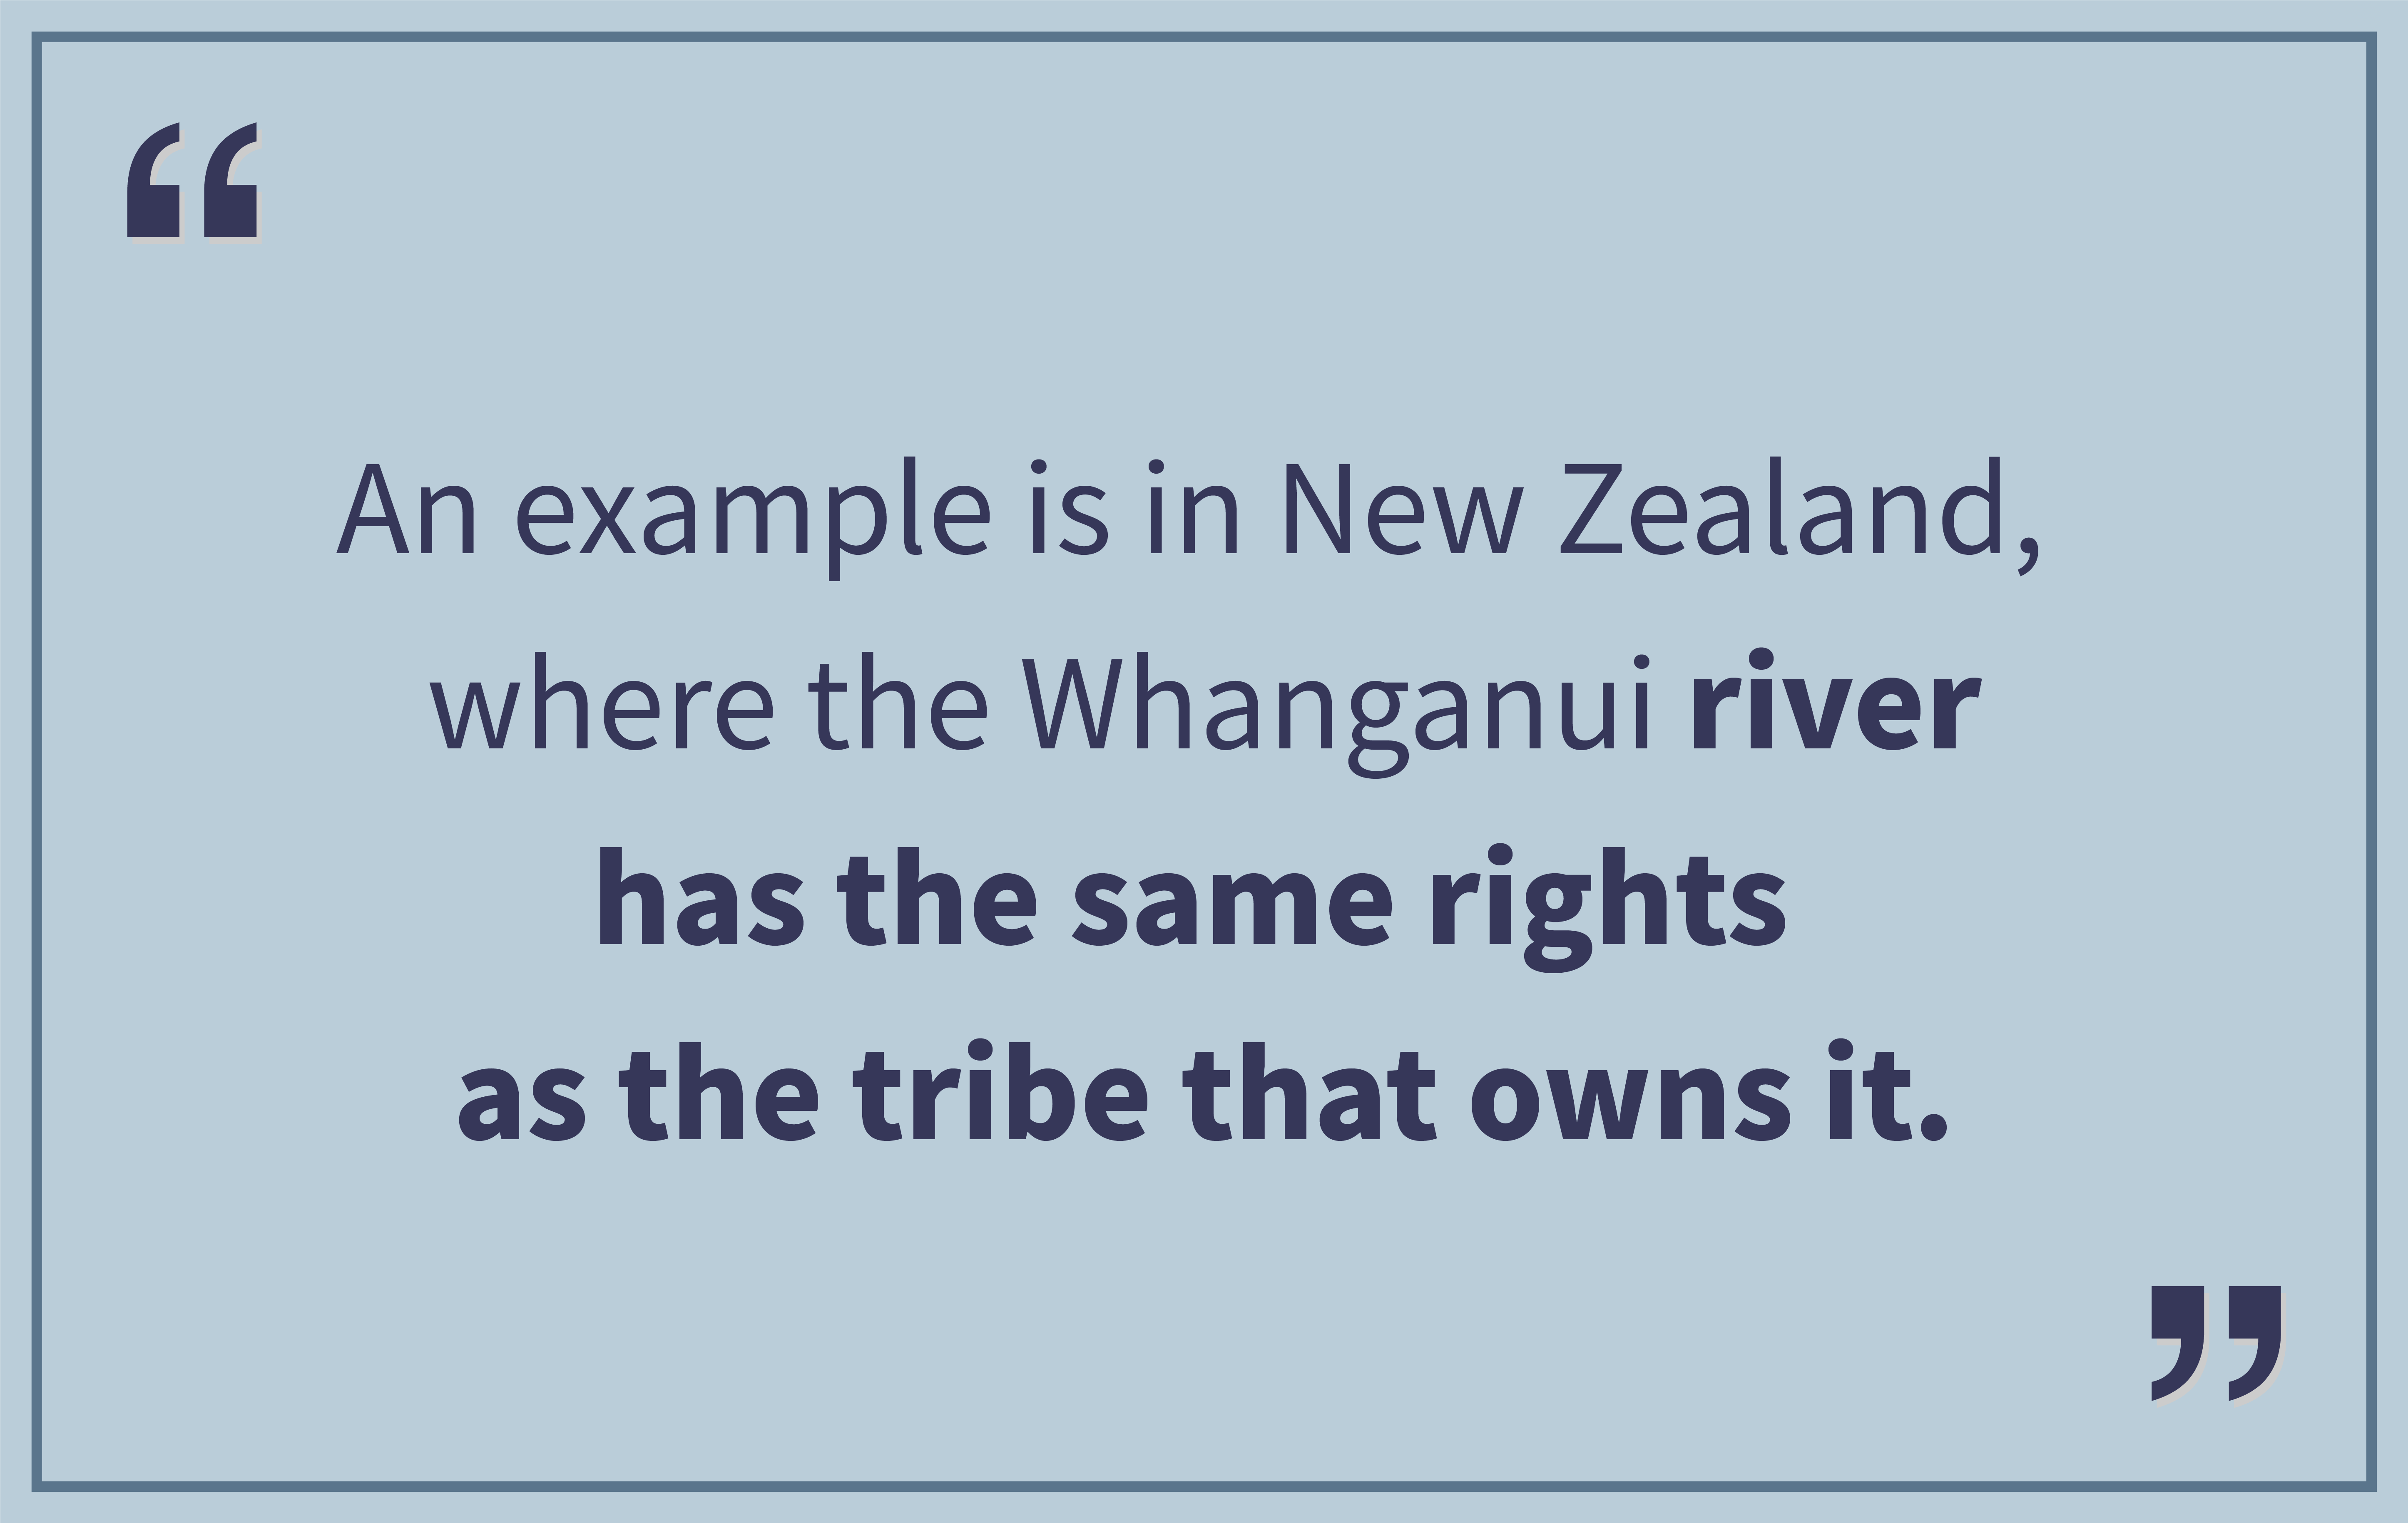 “
An example is in New Zealand,
where the Whanganui river
has the same rights
as the tribe that owns it.
”